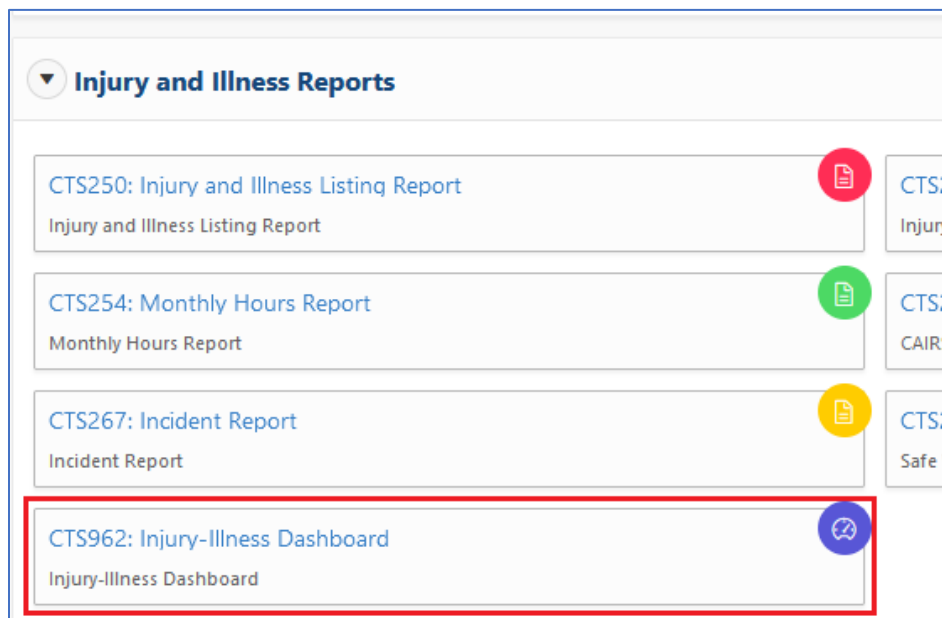 Injury and Illness Reports
CTS250: Injury and Illness Listing Report
Injury and Illness Listing Report
CTS254: Monthly Hours Report
Monthly Hours Report
CTS267: Incident Report
Incident Report
CTS962: Injury-Illness Dashboard
Injury-Illness Dashboard
Safe